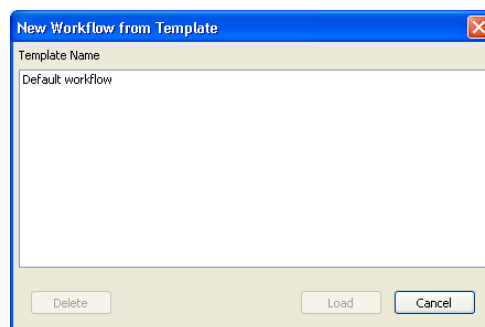 New Workflow from Template
Template Name
Default workflow
Delete
Load
Cancel